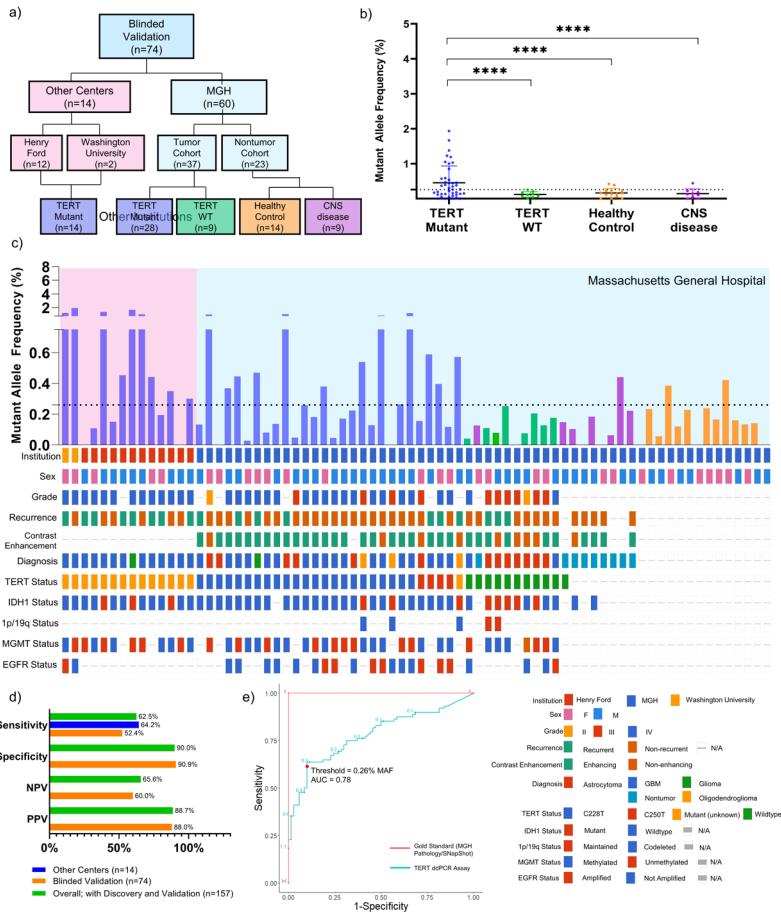 a)
Blinded
Validation
(n=74)
Other Centers
(n=14)
MGH
(n=60)
Henry
Ford
(n=12)
Washington
University
(n=2)
Tumor
Cohort
(n=37)
Nontumor
Cohort
(n=23)
TERT
Mutant
(n=14)
Other Institutions
TERT
Mutant
(n=28)
TERT
WT
(n=9)
Healthy
Control
(n=14)
CNS
disease
(n=9)
b)
Mutant Allele Frequency (%)
5
4
3
2
1
****
****
****
TERT
Mutant
TERT
WT
Healthy
Control
CNS
disease
c)
Mutant Allele Frequency (%)
8
6
4
2
0.6
0.4
0.2
0.0
Massachusetts General Hospital
Institution
Sex
Grade
Recurrence
Contrast
Enhancement
Diagnosis
TERT Status
IDH1 Status
1p/19q Status
MGMT Status
EGFR Status
d)
Sensitivity
62.5%
64.2%
52.4%
Specificity
90.0%
90.9%
NPV
65.6%
60.0%
PPV
88.7%
88.0%
0%
50%
100%
Other Centers (n=14)
Blinded Validation (n=74)
Overall; with Discovery and Validation (n=157)
e)
Sensitivity
1.00
0.75
0.50
0.25
0.00
Threshold = 0.26% MAF
AUC = 0.78
Gold Standard (MGH
Pathology/SNapShot)
TERT ddPCR Assay
0.00
0.25
0.50
0.75
1.00
1-Specificity
Institution Henry Ford MGH Washington University
Sex F M
Grade II III IV
Recurrence Recurrent Non-recurrent N/A
Contrast Enhancement Enhancing Non-enhancing
Diagnosis Astrocytoma GBM Glioma
Nontumor Oligodendroglioma
TERT Status C228T C250T Mutant (unknown) Wildtype
IDH1 Status Mutant Wildtype N/A
1p/19q Status Maintained Codeleted N/A
MGMT Status Methylated Unmethylated N/A
EGFR Status Amplified Not Amplified N/A